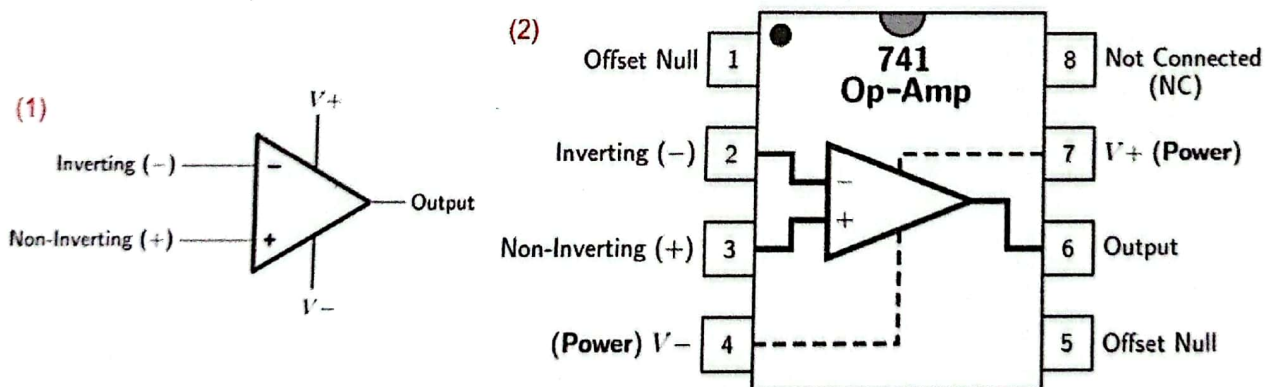 (1)
V+
Inverting (−)
−
Output
Non-Inverting (+)
+
V−
(2)
741
Op-Amp
Offset Null 1
8 Not Connected
(NC)
Inverting (−) 2
−
7 V+ (Power)
Non-Inverting (+) 3
+
6 Output
(Power) V− 4
5 Offset Null